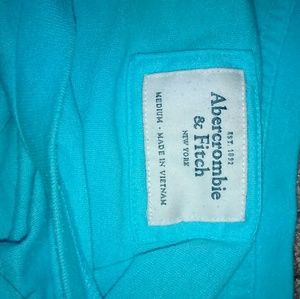 EST. 1892
Abercrombie
& Fitch
NEW YORK
MEDIUM - MADE IN VIETNAM